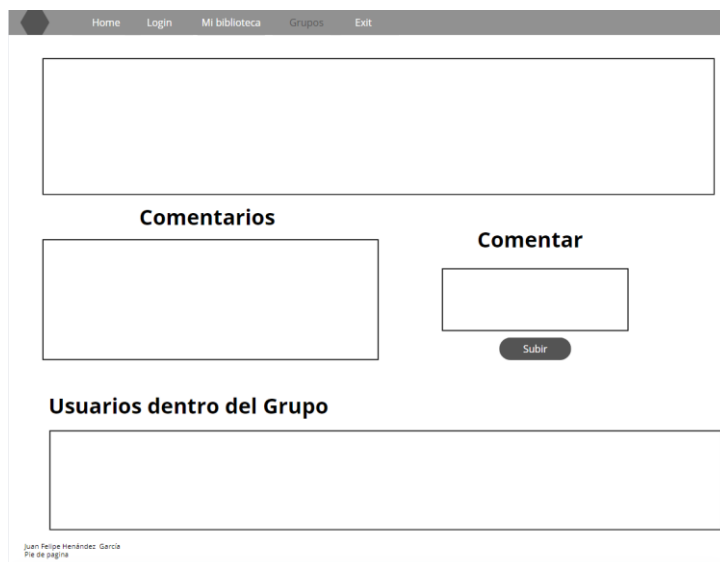 Home Login Mi biblioteca Grupos Exit
Comentarios
Comentar
Subir
Usuarios dentro del Grupo
Juan Felipe Henández García
Pie de pagina